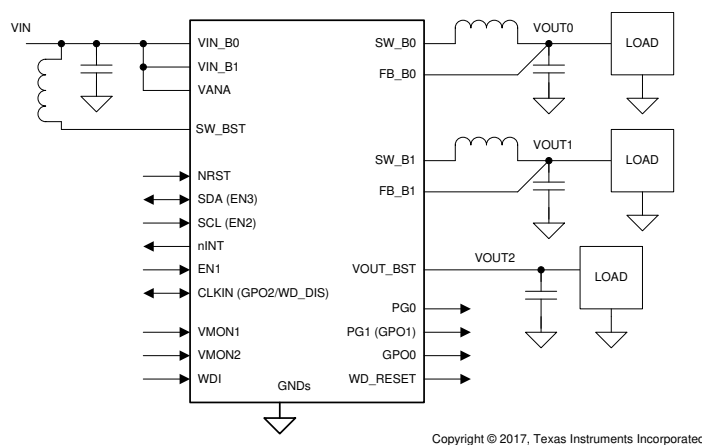 VIN
VIN_B0
VIN_B1
VANA
SW_BST
NRST
SDA (EN3)
SCL (EN2)
nINT
EN1
CLKIN (GPO2/WD_DIS)
VMON1
VMON2
WDI
GNDs
SW_B0
FB_B0
SW_B1
FB_B1
VOUT_BST
PG0
PG1 (GPO1)
GPO0
WD_RESET
VOUT0
LOAD
VOUT1
LOAD
VOUT2
LOAD
Copyright © 2017, Texas Instruments Incorporated